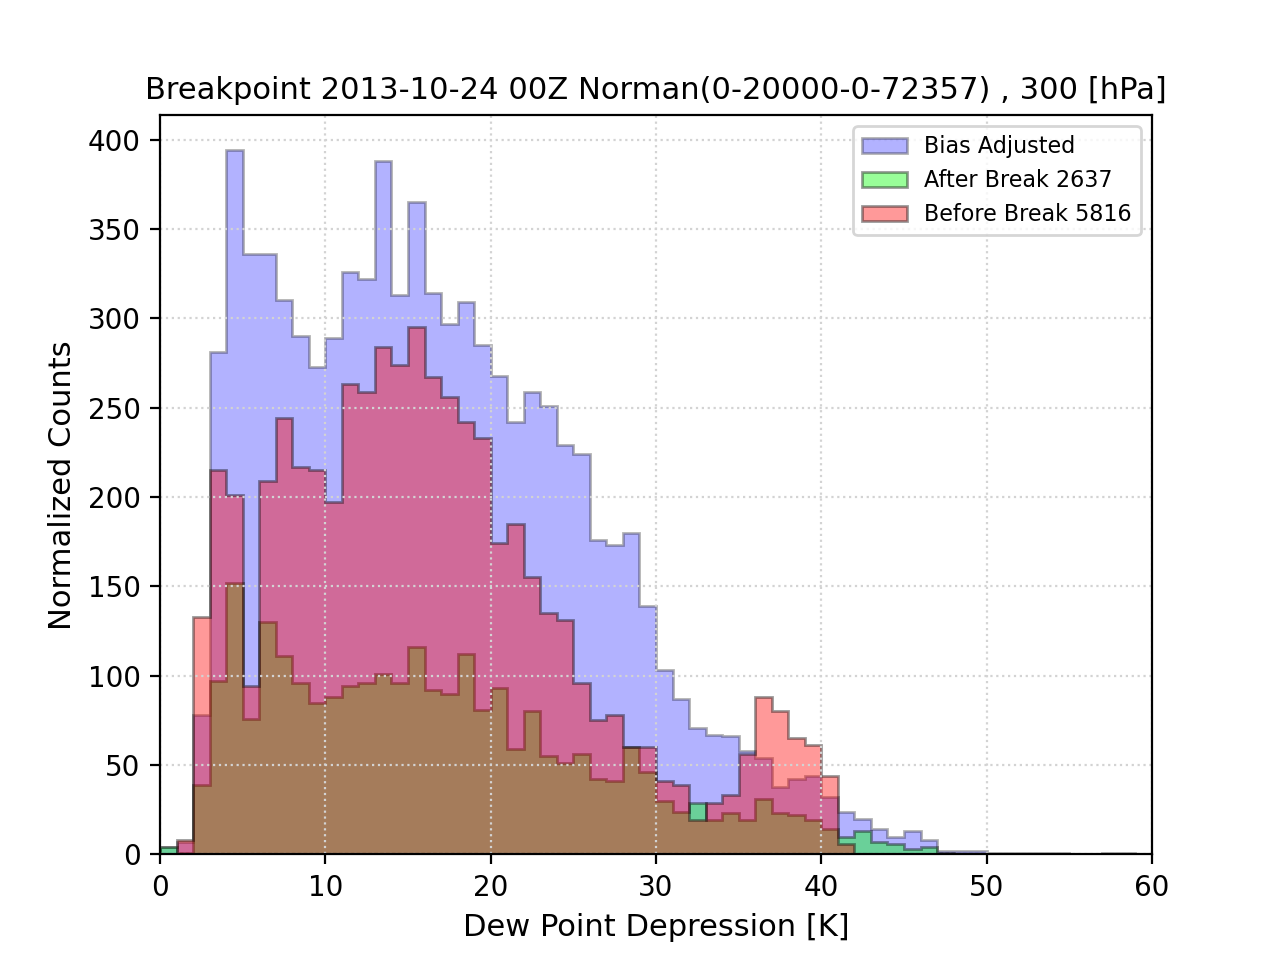 Breakpoint 2013-10-24 00Z Norman(0-20000-0-72357) , 300 [hPa]
Bias Adjusted
After Break 2637
Before Break 5816
Normalized Counts
400
350
300
250
200
150
100
50
0
0 10 20 30 40 50 60
Dew Point Depression [K]